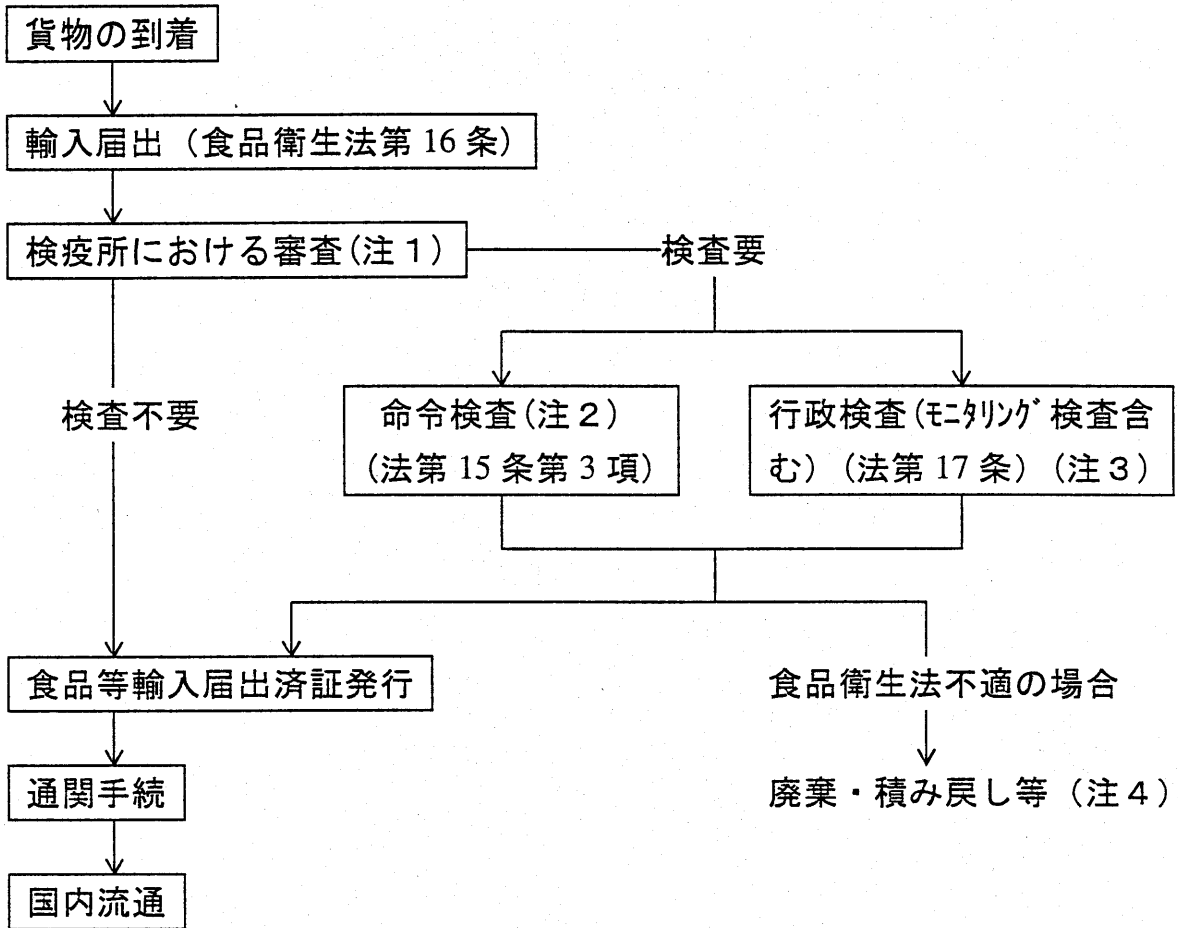 貨物の到着
輸入届出（食品衛生法第16条）
検疫所における審査(注１)
検査要
検査不要
命令検査(注２)
(法第15条第3項)
行政検査(ﾓﾆﾀﾘﾝｸﾞ検査含
む)（法第17条)（注３）
食品等輸入届出済証発行
食品衛生法不適の場合
通関手続
廃棄・積み戻し等（注４）
国内流通